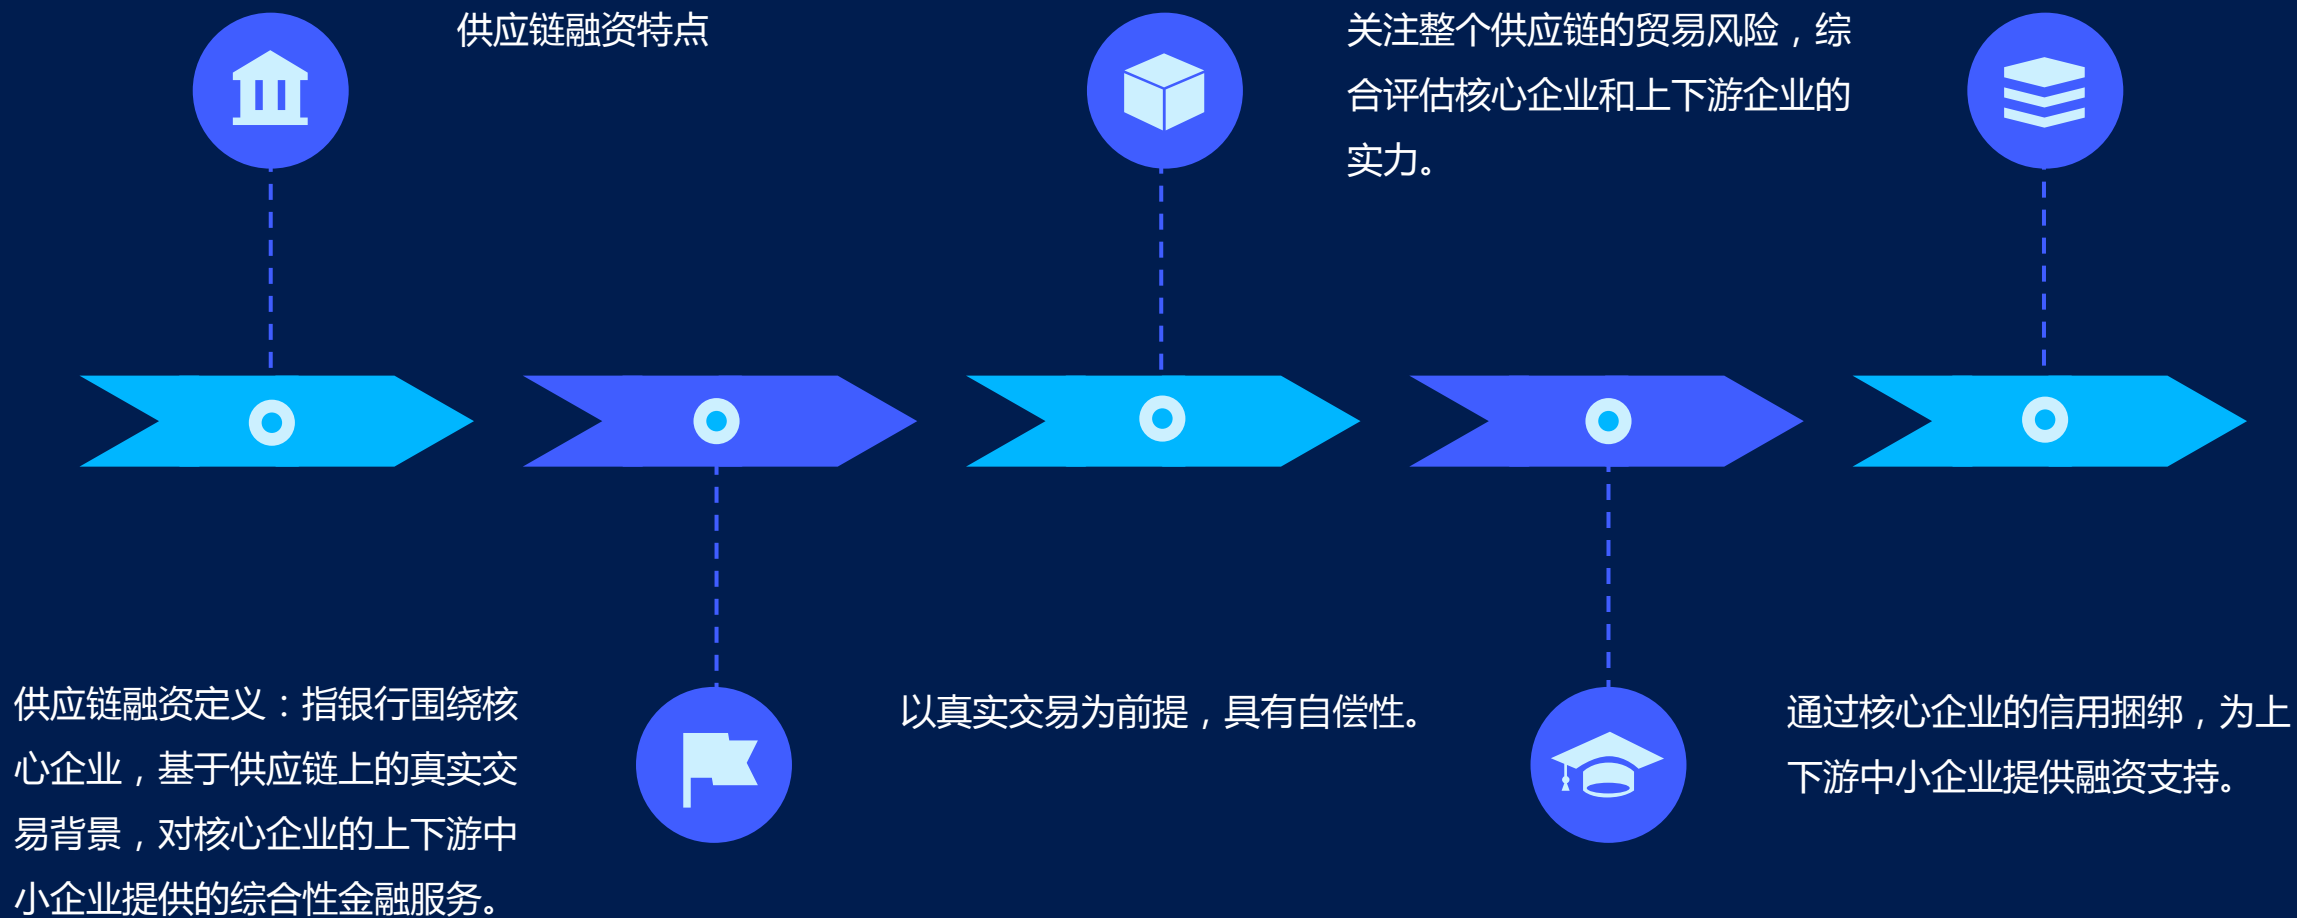 供应链融资定义：指银行围绕核
心企业，基于供应链上的真实交
易背景，对核心企业的上下游中
小企业提供的综合性金融服务。
供应链融资特点
以真实交易为前提，具有自偿性。
关注整个供应链的贸易风险，综
合评估核心企业和上下游企业的
实力。
通过核心企业的信用捆绑，为上
下游中小企业提供融资支持。